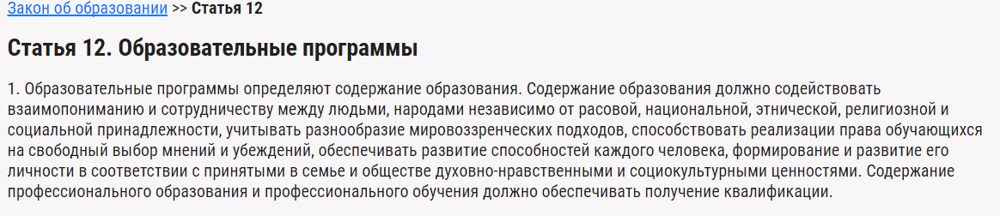 Закон об образовании >> Статья 12
Статья 12. Образовательные программы
1. Образовательные программы определяют содержание образования. Содержание образования должно содействовать
взаимопониманию и сотрудничеству между людьми, народами независимо от расовой, национальной, этнической, религиозной и
социальной принадлежности, учитывать разнообразие мировоззренческих подходов, способствовать реализации права обучающихся
на свободный выбор мнений и убеждений, обеспечивать развитие способностей каждого человека, формирование и развитие его
личности в соответствии с принятыми в семье и обществе духовно-нравственными и социокультурными ценностями. Содержание
профессионального образования и профессионального обучения должно обеспечивать получение квалификации.